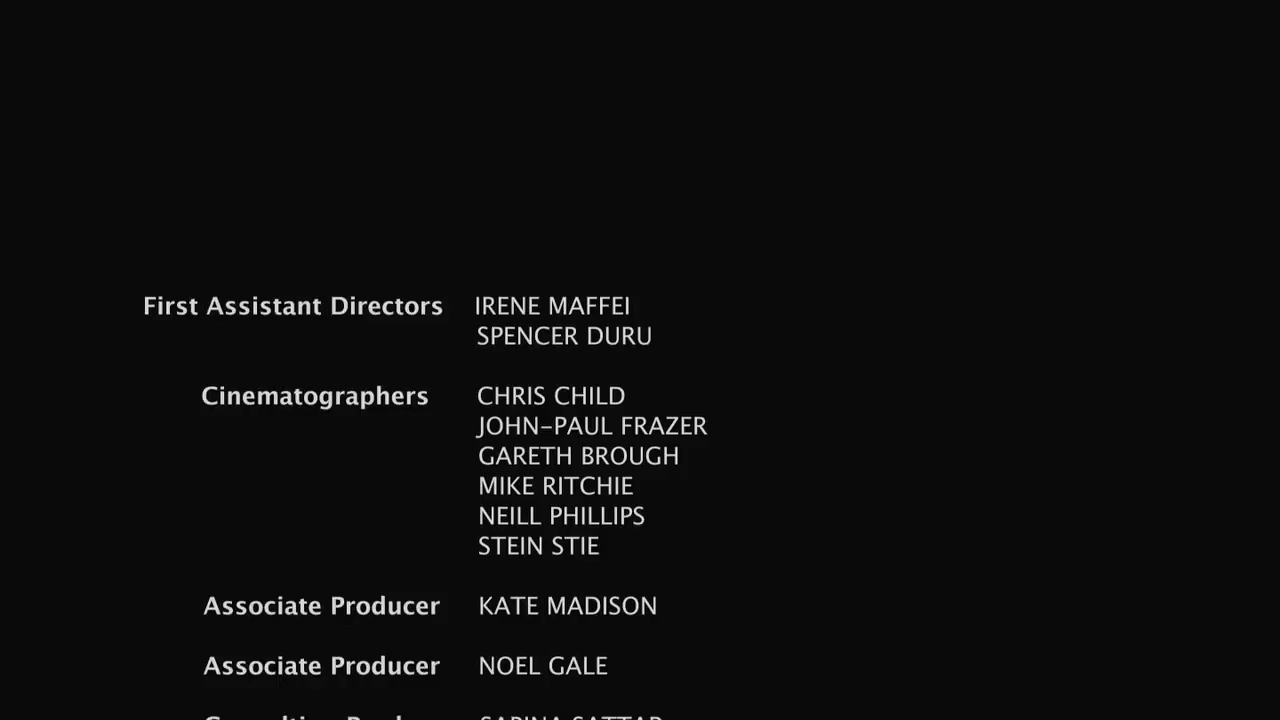 First Assistant Directors IRENE MAFFEI
SPENCER DURU
Cinematographers CHRIS CHILD
JOHN-PAUL FRAZER
GARETH BROUGH
MIKE RITCHIE
NEILL PHILLIPS
STEIN STIE
Associate Producer KATE MADISON
Associate Producer NOEL GALE